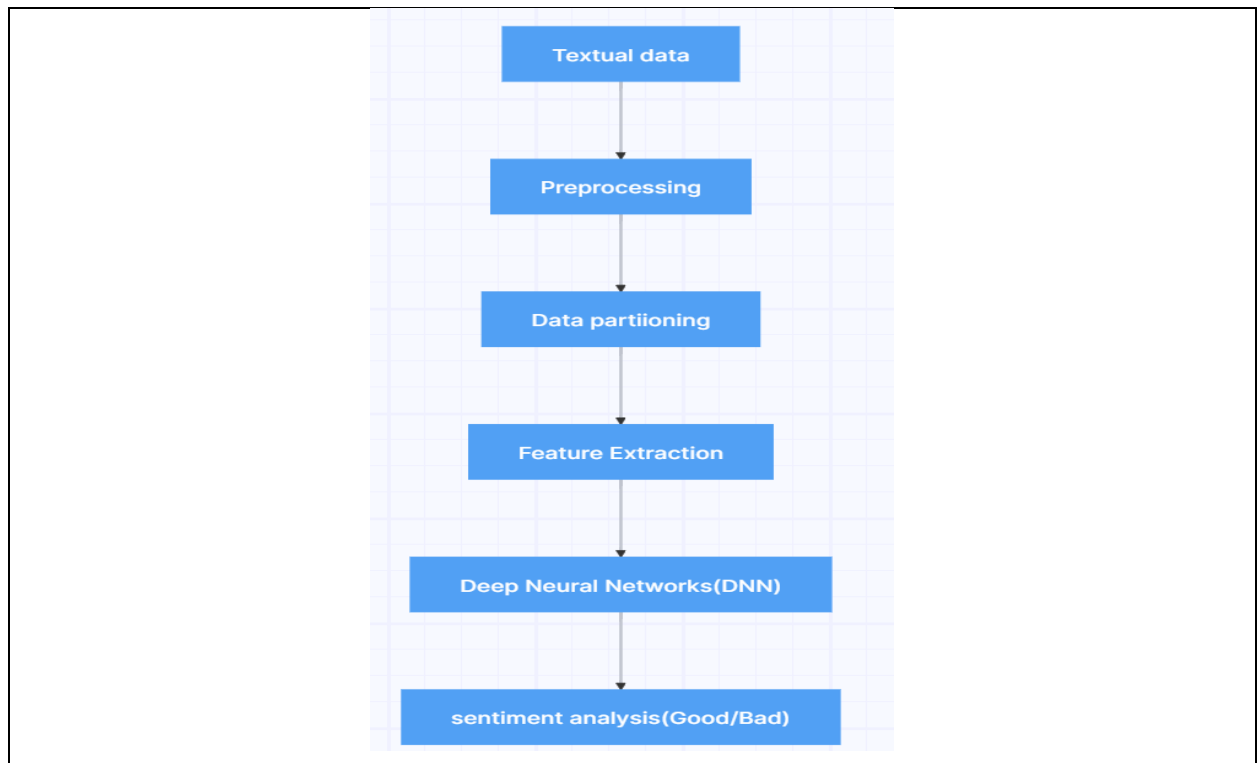 Textual data
Preprocessing
Data partiioning
Feature Extraction
Deep Neural Networks(DNN)
sentiment analysis(Good/Bad)